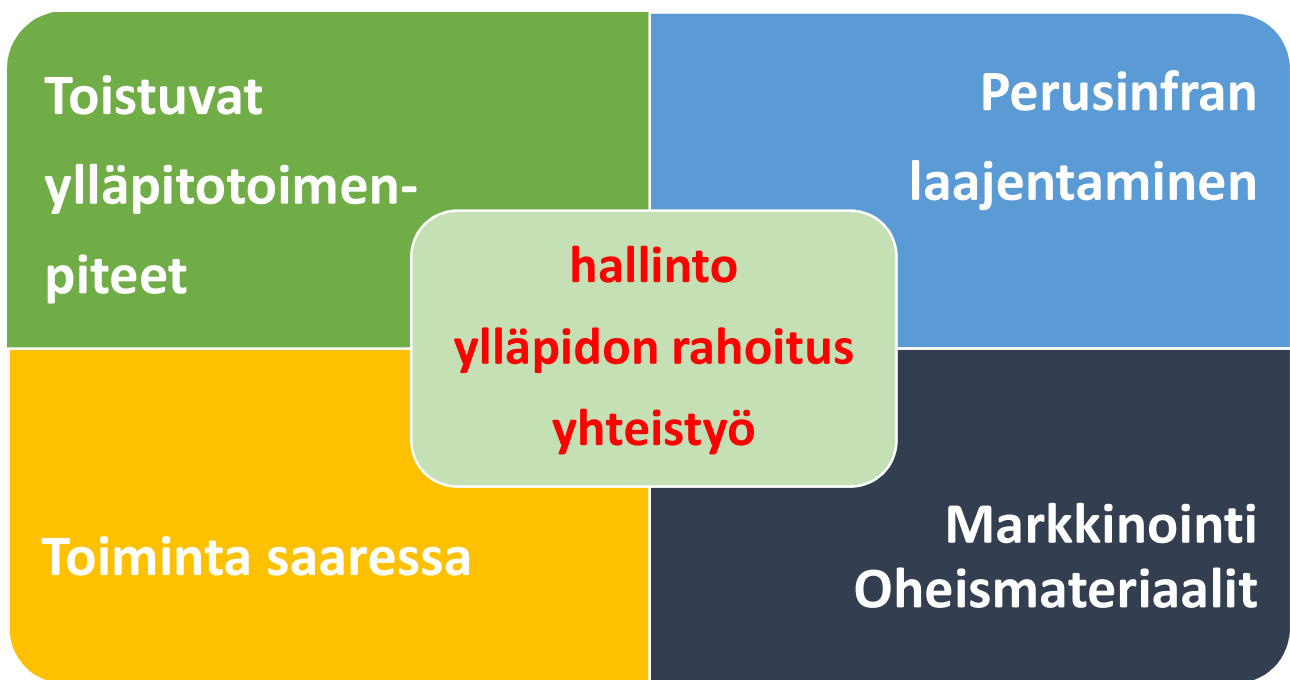 Toistuvat
ylläpitotoimen-
piteet
Perusinfran
laajentaminen
hallinto
ylläpidon rahoitus
yhteistyö
Toiminta saaressa
Markkinointi
Oheismateriaalit